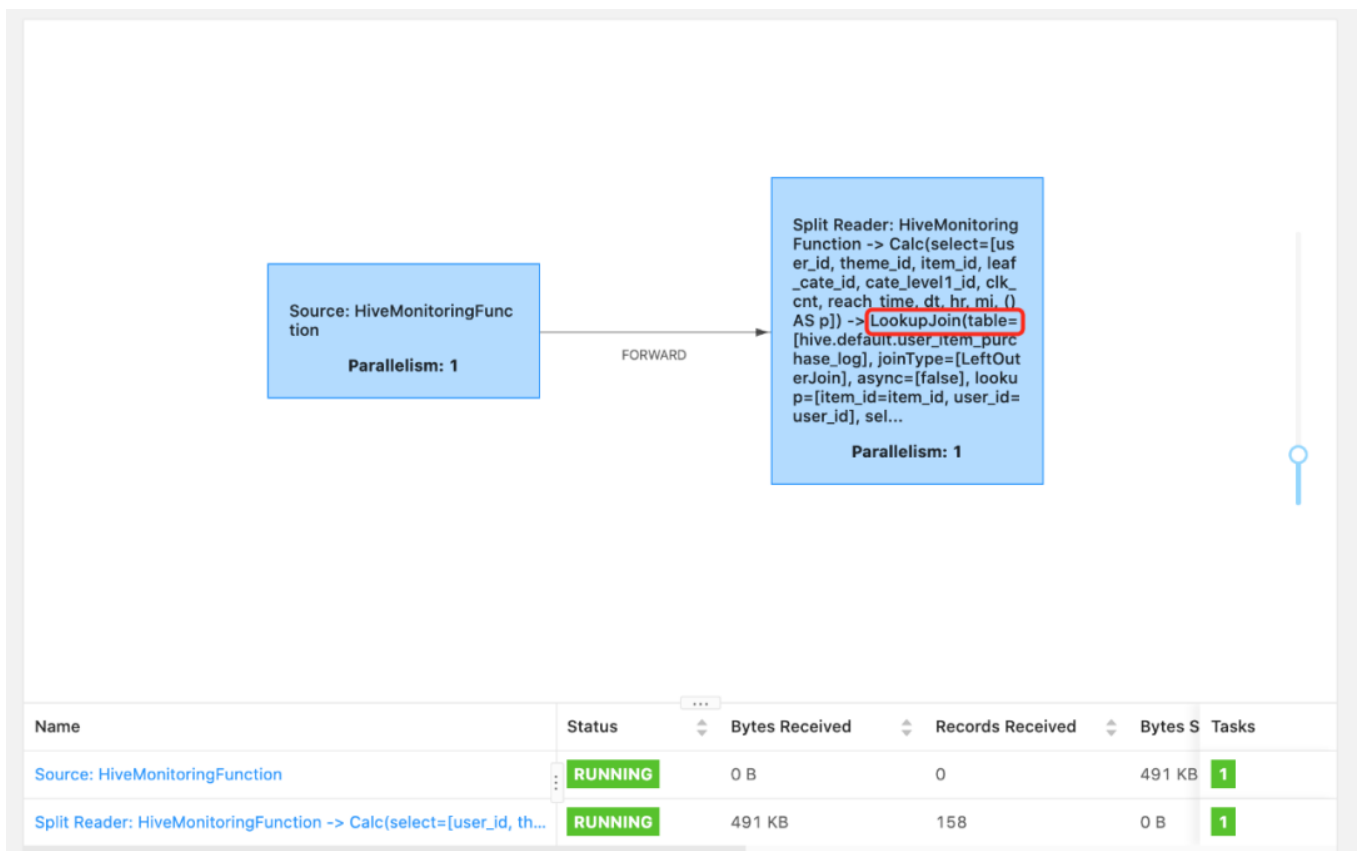 Source: HiveMonitoringFunc
tion
Parallelism: 1
FORWARD
Split Reader: HiveMonitoring
Function -> Calc(select=[us
er_id, theme_id, item_id, leaf
_cate_id, cate_level1_id, clk_
cnt, reach_time, dt, hr, mi, ()
AS p]) -> LookupJoin(table=
[hive.default.user_item_purc
hase_log], joinType=[LeftOut
erJoin], async=[false], looku
p=[item_id=item_id, user_id=
user_id], sel...
Parallelism: 1
Name Status Bytes Received Records Received Bytes S Tasks
Source: HiveMonitoringFunction RUNNING 0 B 0 491 KB 1
Split Reader: HiveMonitoringFunction -> Calc(select=[user_id, th... RUNNING 491 KB 158 0 B 1